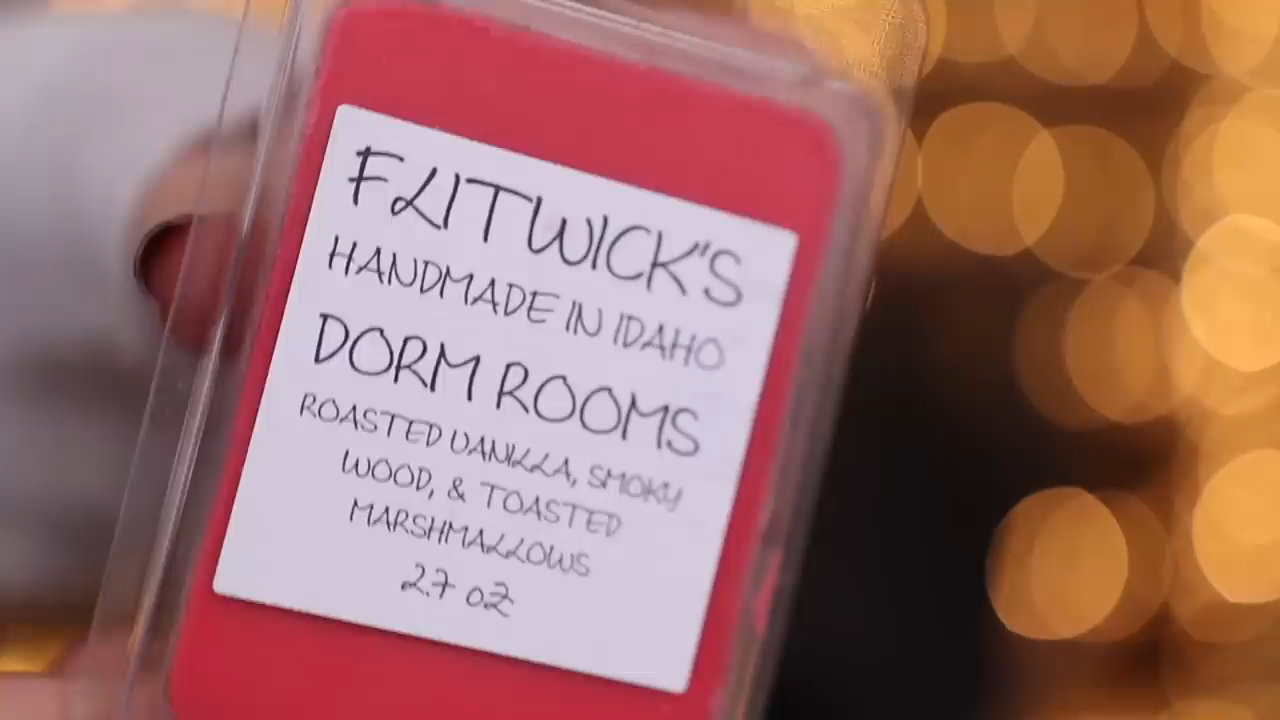 FLITWICK'S
HANDMADE IN IDAHO
DORM ROOMS
ROASTED VANILLA, SMOKY
WOOD, & TOASTED
MARSHMALLOWS
2.7 OZ